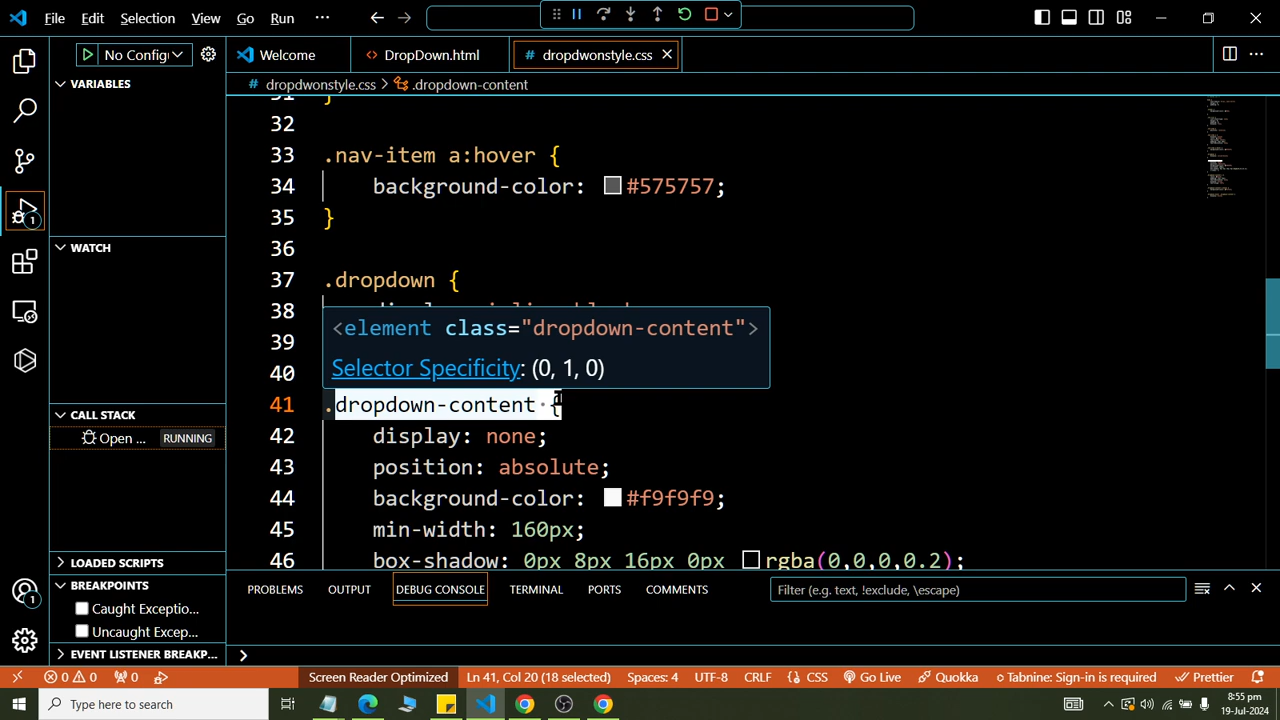 File Edit Selection View Go Run ···
No Config
Welcome
DropDown.html
# dropdwonstyle.css
VARIABLES
# dropdwonstyle.css > .dropdown-content
31 }
32
33 .nav-item a:hover {
34 background-color: #575757;
35 }
36
37 .dropdown {
38
39
40
<element class="dropdown-content">
Selector Specificity: (0, 1, 0)
41 .dropdown-content {
42 display: none;
43 position: absolute;
44 background-color: #f9f9f9;
45 min-width: 160px;
46 box-shadow: 0px 8px 16px 0px rgba(0,0,0,0.2);
WATCH
CALL STACK
Open ... RUNNING
LOADED SCRIPTS
BREAKPOINTS
Caught Exceptio...
Uncaught Excep...
EVENT LISTENER BREAKP...
1
1
PROBLEMS OUTPUT DEBUG CONSOLE TERMINAL PORTS COMMENTS
Filter (e.g. text, !exclude, \escape)
>
0 0 0 Screen Reader Optimized Ln 41, Col 20 (18 selected) Spaces: 4 UTF-8 CRLF {} CSS Go Live Quokka Tabnine: Sign-in is required Prettier
Type here to search
8:55 pm
19-Jul-2024